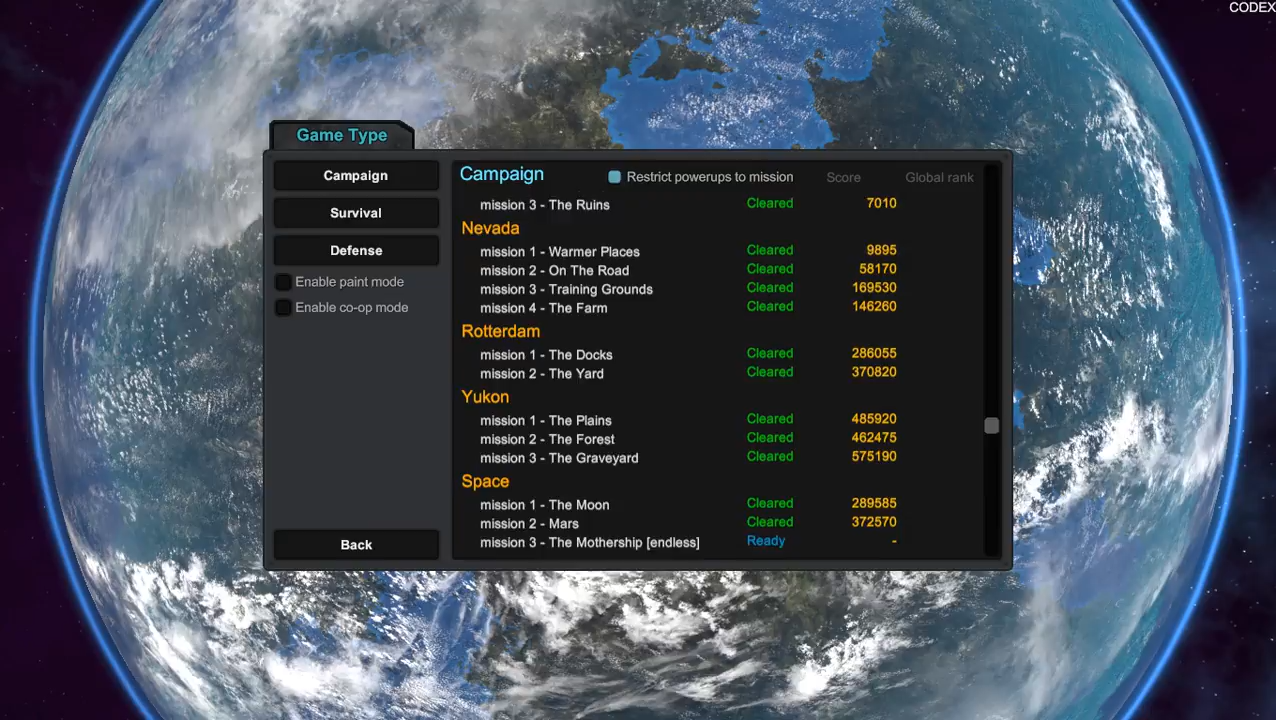 CODEX
Game Type
Campaign
Survival
Defense
Enable paint mode
Enable co-op mode
Back
Campaign Restrict powerups to mission Score Global rank
mission 3 - The Ruins Cleared 7010
Nevada
mission 1 - Warmer Places Cleared 9895
mission 2 - On The Road Cleared 58170
mission 3 - Training Grounds Cleared 169530
mission 4 - The Farm Cleared 146260
Rotterdam
mission 1 - The Docks Cleared 286055
mission 2 - The Yard Cleared 370820
Yukon
mission 1 - The Plains Cleared 485920
mission 2 - The Forest Cleared 462475
mission 3 - The Graveyard Cleared 575190
Space
mission 1 - The Moon Cleared 289585
mission 2 - Mars Cleared 372570
mission 3 - The Mothership [endless] Ready -